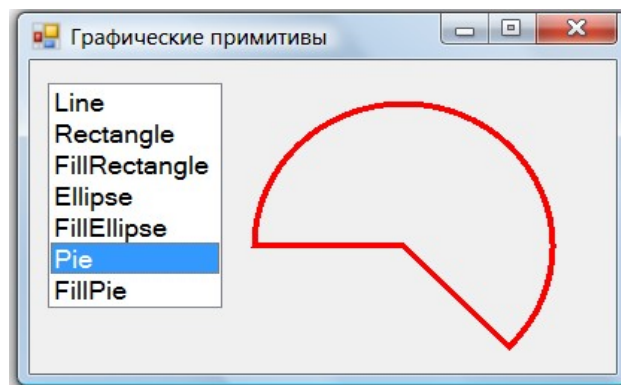 Графические примитивы
Line
Rectangle
FillRectangle
Ellipse
FillEllipse
Pie
FillPie